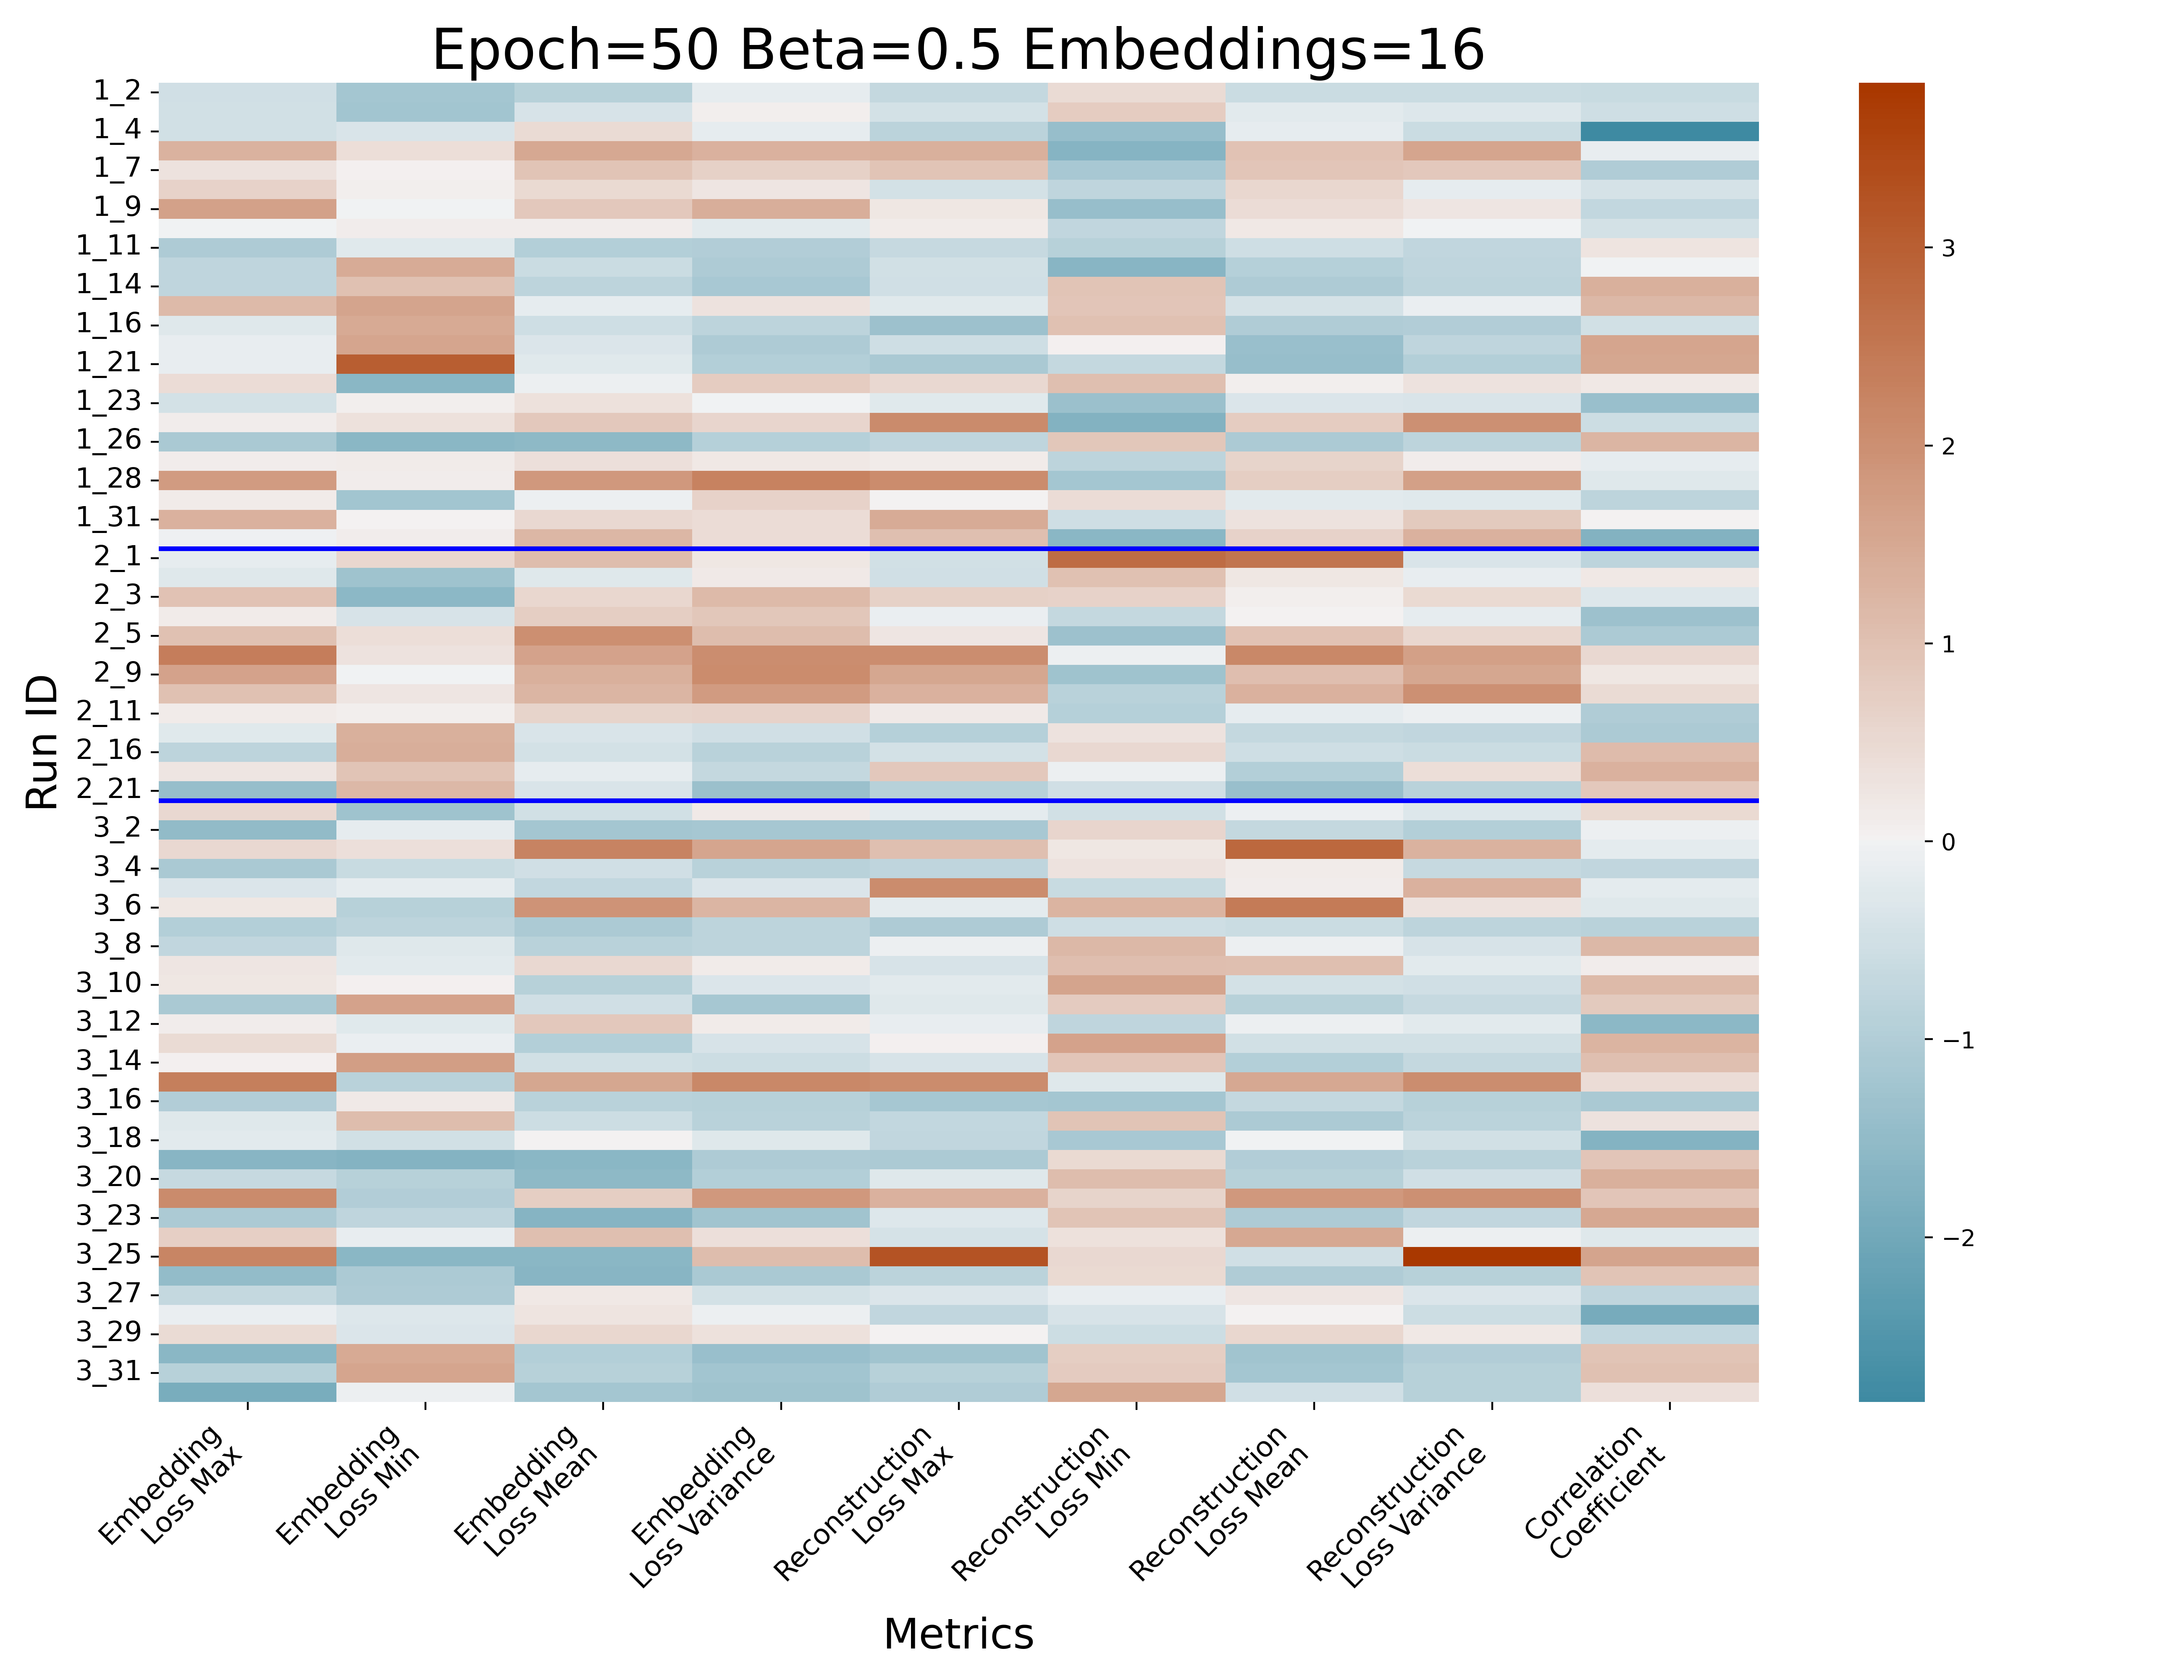 Epoch=50 Beta=0.5 Embeddings=16
Run ID
1_2
1_4
1_7
1_9
1_11
1_14
1_16
1_21
1_23
1_26
1_28
1_31
2_1
2_3
2_5
2_9
2_11
2_16
2_21
3_2
3_4
3_6
3_8
3_10
3_12
3_14
3_16
3_18
3_20
3_23
3_25
3_27
3_29
3_31
3
2
1
0
−1
−2
Embedding
Loss Max
Embedding
Loss Min
Embedding
Loss Mean
Embedding
Loss Variance
Reconstruction
Loss Max
Reconstruction
Loss Min
Reconstruction
Loss Mean
Reconstruction
Loss Variance
Correlation
Coefficient
Metrics